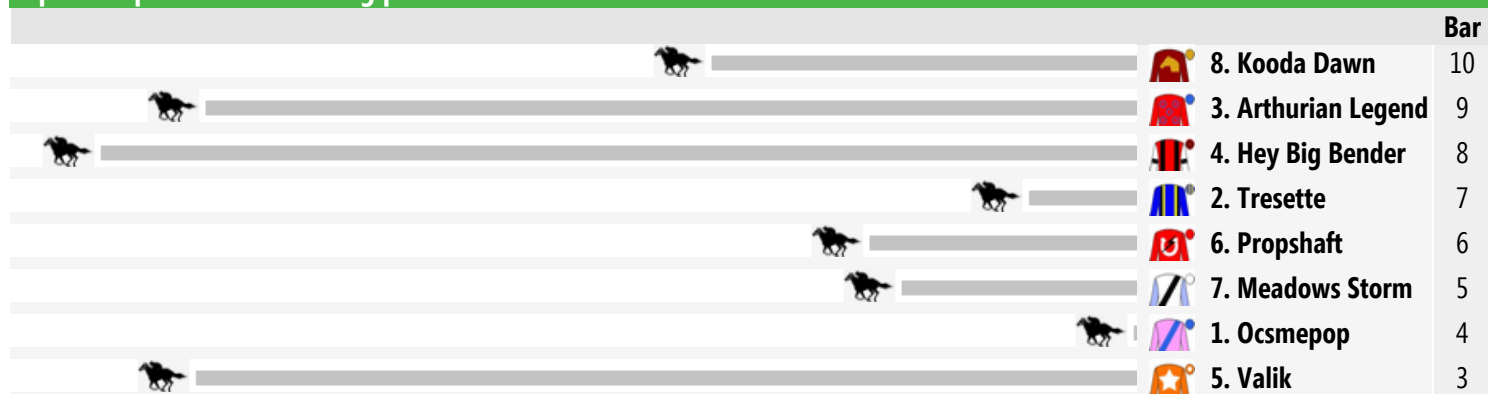 Bar
8. Kooda Dawn 10
3. Arthurian Legend 9
4. Hey Big Bender 8
2. Tresette 7
6. Propshaft 6
7. Meadows Storm 5
1. Ocsmepop 4
5. Valik 3